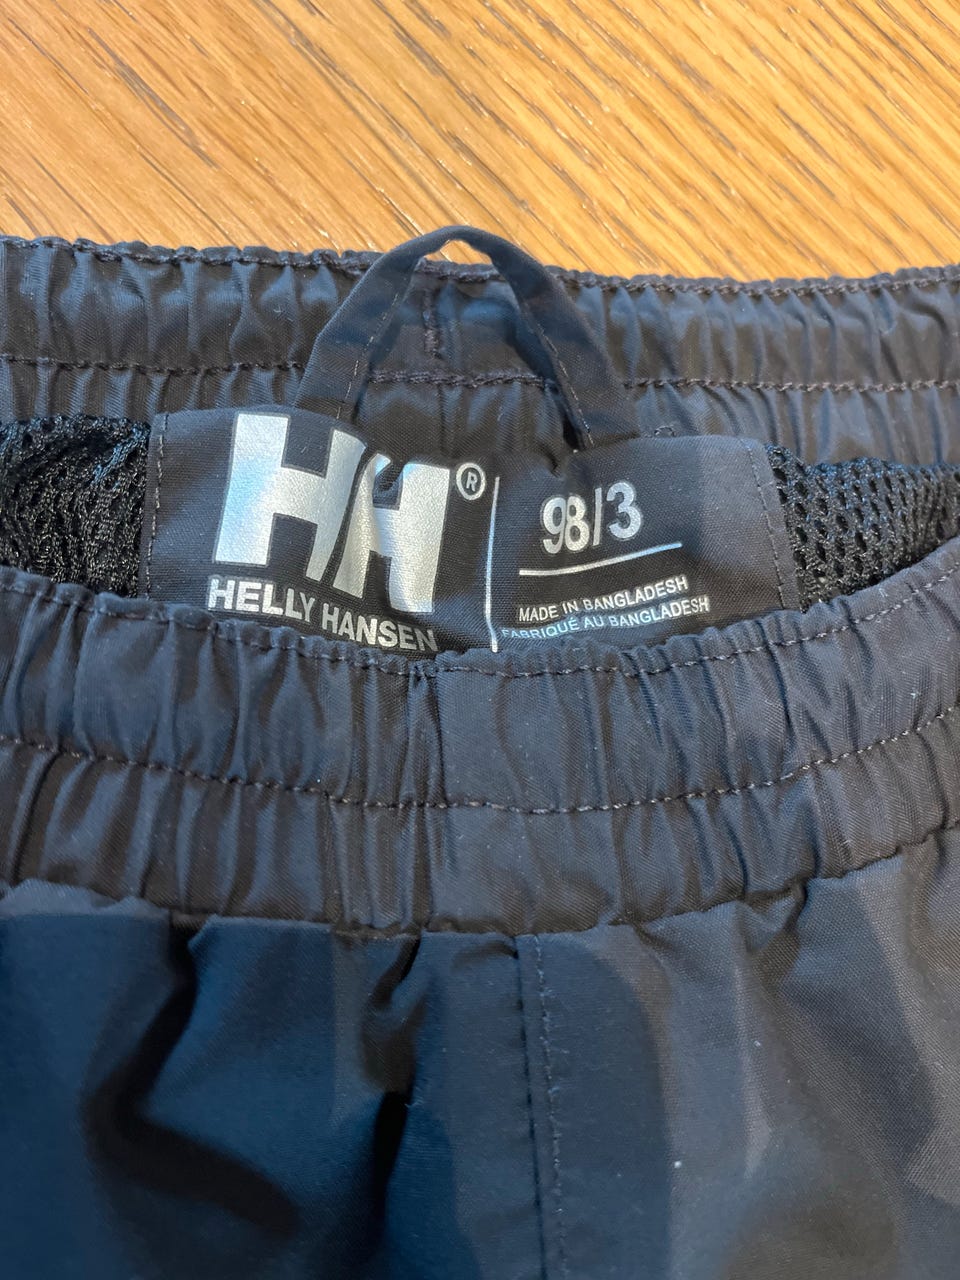 HH®
HELLY HANSEN
98/3
MADE IN BANGLADESH
FABRIQUÉ AU BANGLADESH